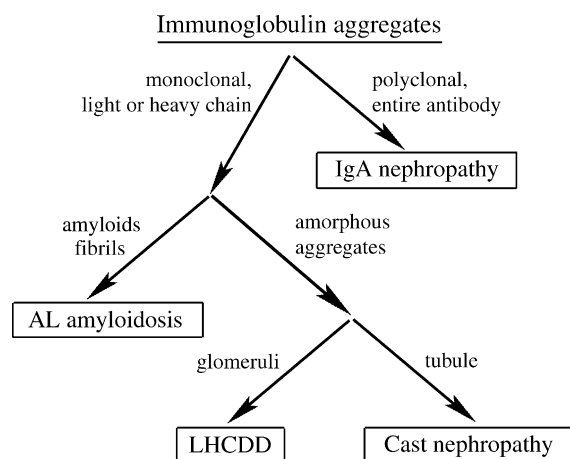 Immunoglobulin aggregates
monoclonal,
light or heavy chain
polyclonal,
entire antibody
IgA nephropathy
amyloids
fibrils
amorphous
aggregates
AL amyloidosis
glomeruli
tubule
LHCDD
Cast nephropathy